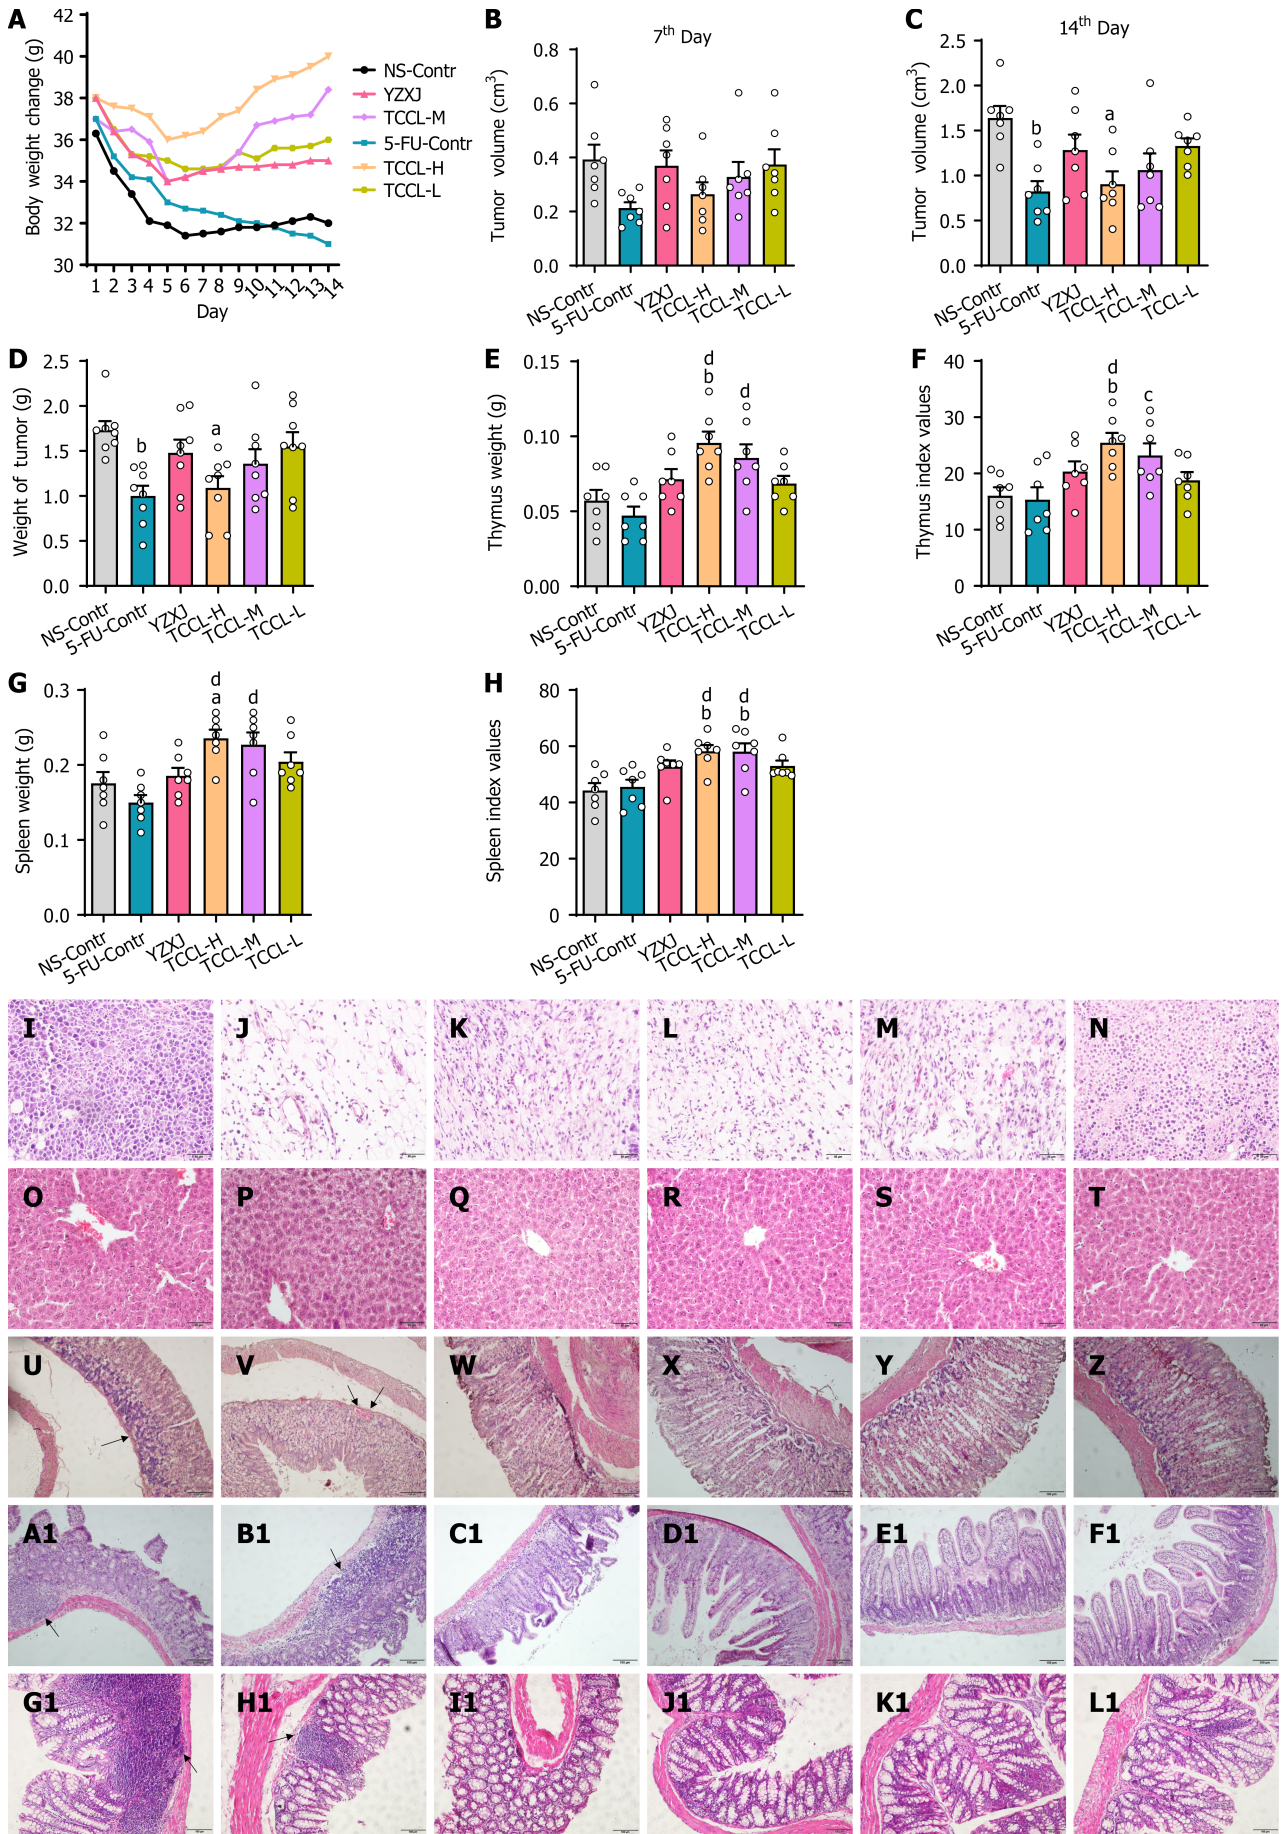 A
Body weight change (g)
42
40
38
36
34
32
30
1 2 3 4 5 6 7 8 9 10 11 12 13 14
Day
NS-Contr
YZXJ
TCCL-M
5-FU-Contr
TCCL-H
TCCL-L
B
7th Day
Tumor volume (cm3)
0.8
0.6
0.4
0.2
0.0
NS-Contr 5-FU-Contr YZXJ TCCL-H TCCL-M TCCL-L
C
14th Day
Tumor volume (cm3)
2.5
2.0
1.5
1.0
0.5
0.0
b a
NS-Contr 5-FU-Contr YZXJ TCCL-H TCCL-M TCCL-L
D
Weight of tumor (g)
2.5
2.0
1.5
1.0
0.5
0.0
b a
NS-Contr 5-FU-Contr YZXJ TCCL-H TCCL-M TCCL-L
E
Thymus weight (g)
0.15
0.10
0.05
0.00
d
b d
NS-Contr 5-FU-Contr YZXJ TCCL-H TCCL-M TCCL-L
F
Thymus index values
40
30
20
10
0
d
b c
NS-Contr 5-FU-Contr YZXJ TCCL-H TCCL-M TCCL-L
G
Spleen weight (g)
0.3
0.2
0.1
0.0
d
a d
NS-Contr 5-FU-Contr YZXJ TCCL-H TCCL-M TCCL-L
H
Spleen index values
80
60
40
20
0
d d
b b
NS-Contr 5-FU-Contr YZXJ TCCL-H TCCL-M TCCL-L
I J K L M N
O P Q R S T
U V W X Y Z
A1 B1 C1 D1 E1 F1
G1 H1 I1 J1 K1 L1